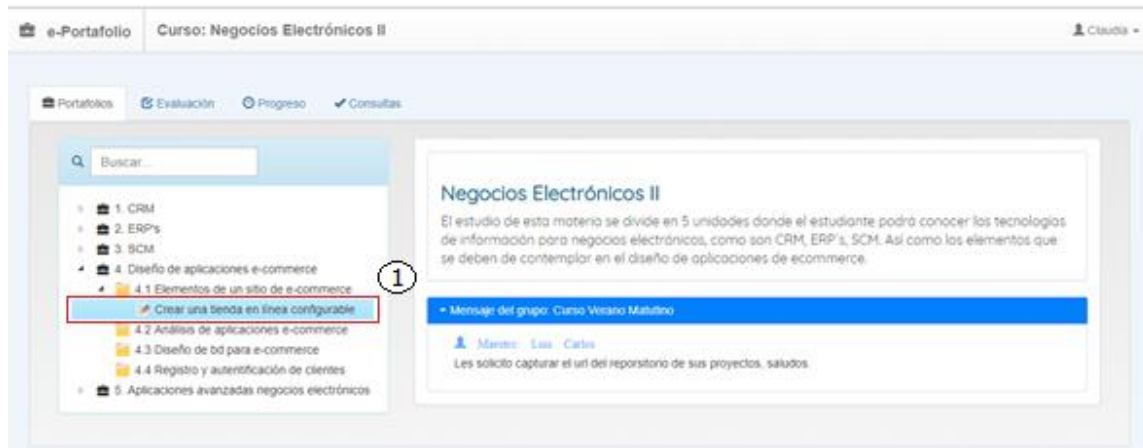 e-Portafolio
Curso: Negocios Electrónicos II
Claudia
Portafolios
Evaluación
Progreso
Consultas
Buscar...
1. CRM
2. ERP's
3. SCM
4. Diseño de aplicaciones e-commerce
4.1 Elementos de un sitio de e-commerce
Crear una tienda en línea configurable
4.2 Análisis de aplicaciones e-commerce
4.3 Diseño de bd para e-commerce
4.4 Registro y autentificación de clientes
5. Aplicaciones avanzadas negocios electrónicos
1
Negocios Electrónicos II
El estudio de esta materia se divide en 5 unidades donde el estudiante podrá conocer las tecnologías
de información para negocios electrónicos, como son CRM, ERP's, SCM. Así como los elementos que
se deben de contemplar en el diseño de aplicaciones de ecommerce.
Mensaje del grupo: Curso Verano Matutino
Maestro: Luis Carlos
Les solicito capturar el url del reporsitorio de sus proyectos, saludos.